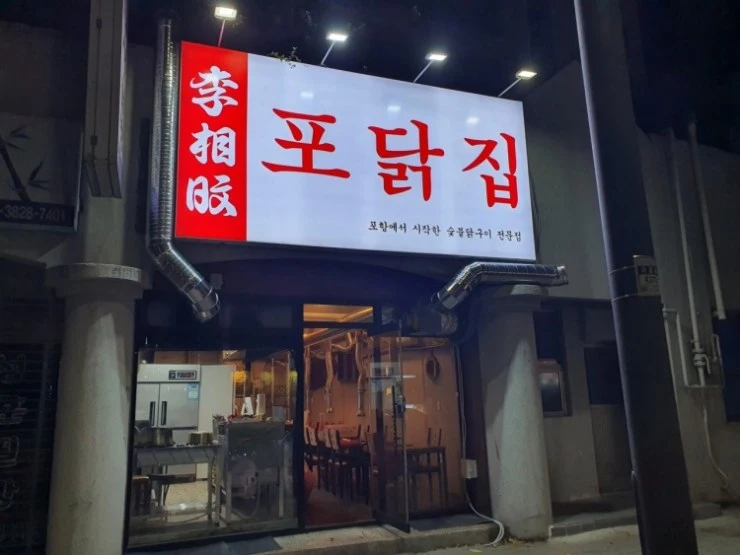 李相旼
포닭집
포항에서 시작한 숯불닭구이 전문점
3828-7401